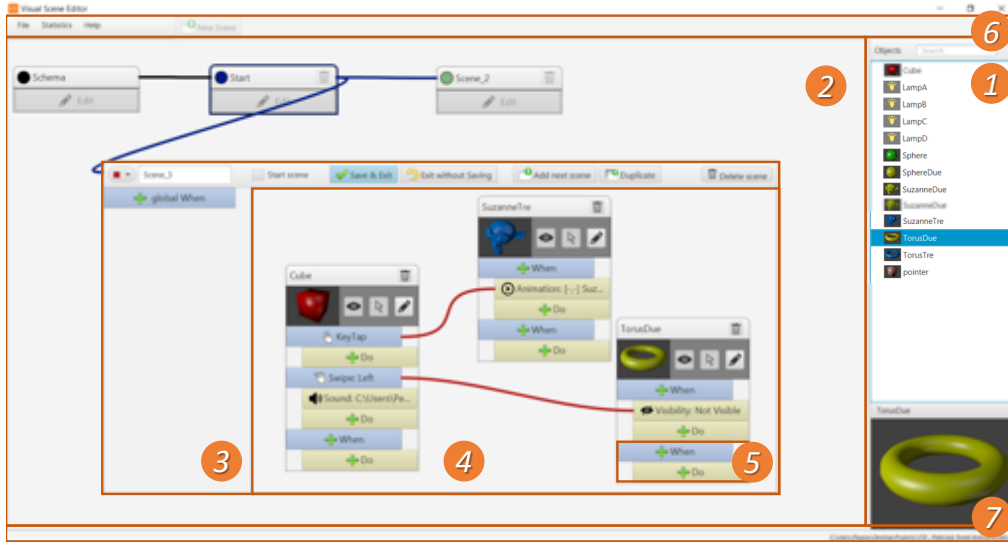 Visual Scene Editor
File Statistics Help New Scene
6
Objects Search
Schema
Edit
Start
Edit
Scene_2
Edit
2
1
Cube
LampA
LampB
LampC
LampD
Sphere
SphereDue
SuzanneDue
SuzanneDue
SuzanneTre
TorusDue
TorusTre
pointer
Scene_3 Start scene Save & Exit Exit without Saving Add next scene Duplicate Delete scene
global When
3
Cube
KeyTap
Do
Swipe: Left
Sound: C:\Users\Pe...
Do
When
Do
4
SuzanneTre
When
Animation: [-,-] Suz...
Do
When
Do
TorusDue
When
Visibility: Not Visible
Do
When
Do
5
TorusDue
7